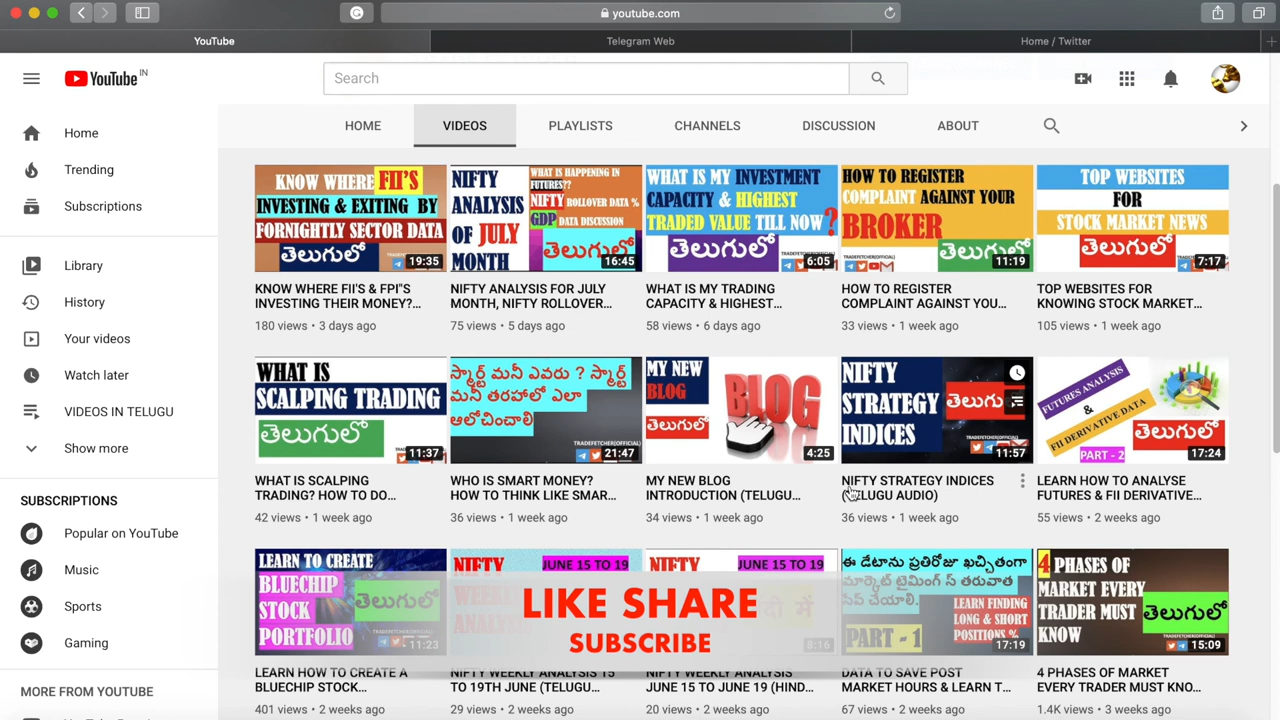 youtube.com
YouTube
Telegram Web
Home / Twitter
YouTube IN
Search
Home
Trending
Subscriptions
Library
History
Your videos
Watch later
VIDEOS IN TELUGU
Show more
SUBSCRIPTIONS
Popular on YouTube
Music
Sports
Gaming
MORE FROM YOUTUBE
HOME
VIDEOS
PLAYLISTS
CHANNELS
DISCUSSION
ABOUT
KNOW WHERE FII'S
INVESTING & EXITING BY
FORNIGHTLY SECTOR DATA
తెలుగులో
19:35
KNOW WHERE FII'S & FPI"S
INVESTING THEIR MONEY?...
180 views • 3 days ago
NIFTY
ANALYSIS
OF JULY
MONTH
WHAT IS HAPPENING IN
FUTURES??
NIFTY ROLLOVER DATA %
GDP DATA DISCUSSION
తెలుగులో
16:45
NIFTY ANALYSIS FOR JULY
MONTH, NIFTY ROLLOVER...
75 views • 5 days ago
WHAT IS MY INVESTMENT
CAPACITY & HIGHEST
TRADED VALUE TILL NOW?
తెలుగులో
6:05
WHAT IS MY TRADING
CAPACITY & HIGHEST...
58 views • 6 days ago
HOW TO REGISTER
COMPLAINT AGAINST YOUR
BROKER
తెలుగులో
TRADEFETCHER(OFFICIAL)
11:19
HOW TO REGISTER
COMPLAINT AGAINST YOU...
33 views • 1 week ago
TOP WEBSITES
FOR
STOCK MARKET NEWS
తెలుగులో
7:17
TOP WEBSITES FOR
KNOWING STOCK MARKET...
105 views • 1 week ago
WHAT IS
SCALPING TRADING
తెలుగులో
11:37
WHAT IS SCALPING
TRADING? HOW TO DO...
42 views • 1 week ago
స్మార్ట్ మనీ ఎవరు ? స్మార్ట్
మనీ తరహాలో ఎలా
ఆలోచించాలి
TRADEFETCHER(OFFICIAL)
21:47
WHO IS SMART MONEY?
HOW TO THINK LIKE SMAR...
36 views • 1 week ago
MY NEW
BLOG
తెలుగులో
BLOG
4:25
MY NEW BLOG
INTRODUCTION (TELUGU...
34 views • 1 week ago
NIFTY
STRATEGY
INDICES
TRADEFETCHER(OFFICIAL)
11:57
NIFTY STRATEGY INDICES
36 views • 1 week ago
FUTURES ANALYSIS
&
FII DERIVATIVE DATA
తెలుగులో
PART - 2
17:24
LEARN HOW TO ANALYSE
FUTURES & FII DERIVATIVE...
55 views • 2 weeks ago
LEARN TO CREATE
BLUECHIP
STOCK
PORTFOLIO
తెలుగులో
11:23
LEARN HOW TO CREATE A
BLUECHIP STOCK...
401 views • 2 weeks ago
NIFTY
JUNE 15 TO 19
NIFTY WEEKLY ANALYSIS 15
TO 19TH JUNE (TELUGU...
29 views • 2 weeks ago
NIFTY
JUNE 15 TO 19
8:16
NIFTY WEEKLY ANALYSIS
JUNE 15 TO JUNE 19 (HIND...
20 views • 2 weeks ago
ఈ డేటాను ప్రతిరోజు ఖచ్చితంగా
మార్కెట్ టైమింగ్ స్ తరువాత
సేవ్ చేయాలి.
LEARN FINDING
LONG & SHORT
POSITIONS %
PART - 1
17:19
DATA TO SAVE POST
MARKET HOURS & LEARN T...
67 views • 2 weeks ago
4 PHASES OF
MARKET EVERY
TRADER MUST
KNOW
తెలుగులో
TRADEFETCHER(OFFICIAL)
15:09
4 PHASES OF MARKET
EVERY TRADER MUST KNO...
1.4K views • 3 weeks ago
LIKE SHARE
SUBSCRIBE